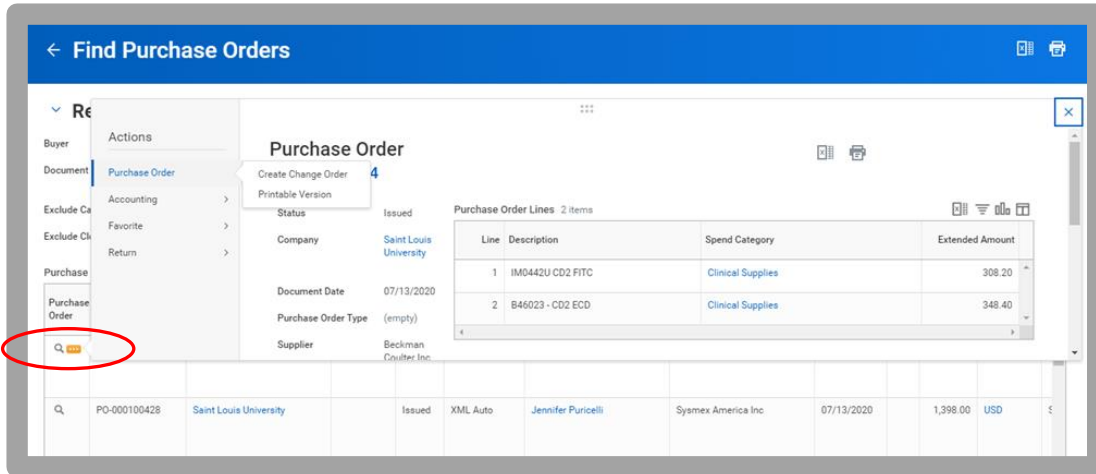 ← Find Purchase Orders
Re
Buyer
Document
Exclude Ca
Exclude Cl
Purchase
Purchase
Order
Actions
Purchase Order
Accounting >
Favorite >
Return >
Create Change Order
Printable Version
Purchase Order
4
Status Issued
Company Saint Louis
University
Document Date 07/13/2020
Purchase Order Type (empty)
Supplier Beckman
Coulter Inc
Purchase Order Lines 2 items
Line Description Spend Category Extended Amount
1 IM0442U CD2 FITC Clinical Supplies 308.20
2 B46023 - CD2 ECD Clinical Supplies 348.40
PO-000100428 Saint Louis University Issued XML Auto Jennifer Puricelli Sysmex America Inc 07/13/2020 1,398.00 USD